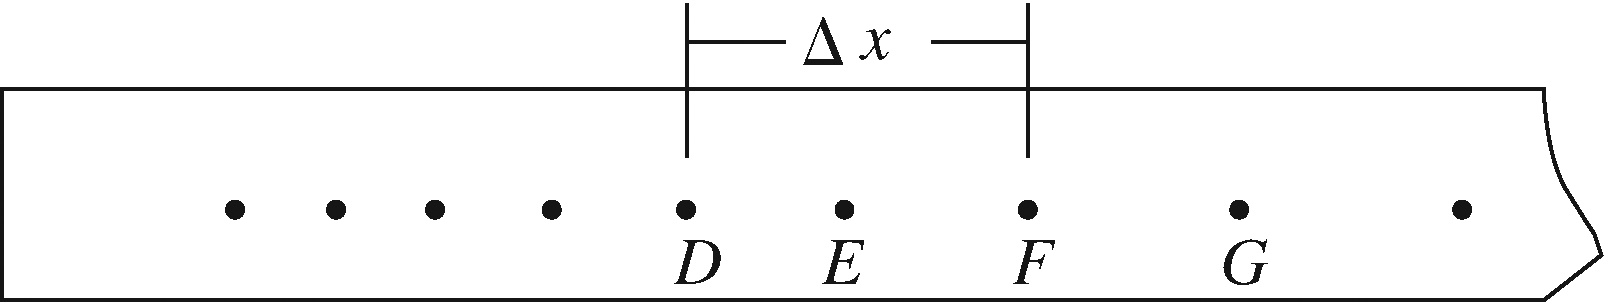 Δ x
D E F G